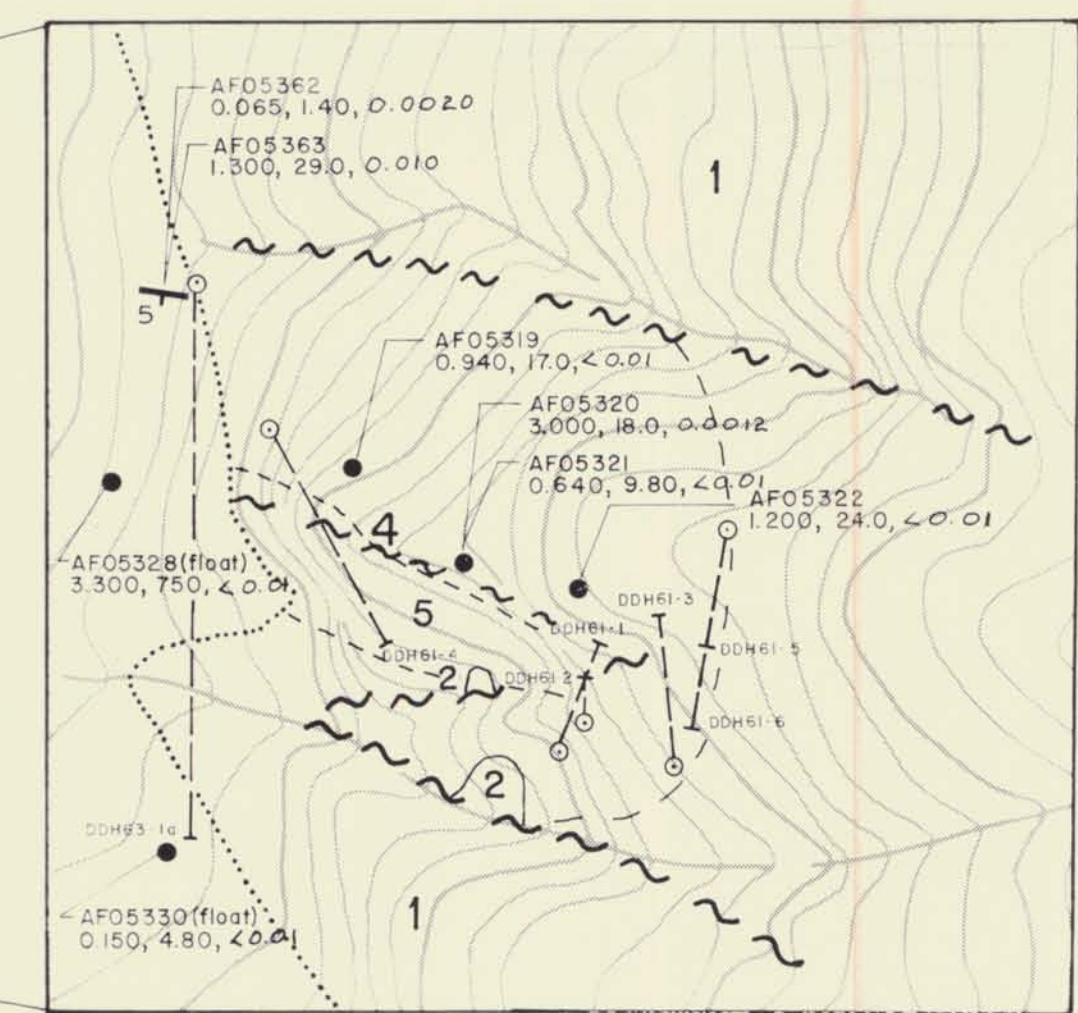 AF05362
0.065, 1.40, 0.0020
AF05363
1.300, 29.0, 0.010
1
5
AF05319
0.940, 17.0, <0.01
AF05320
3.000, 18.0, 0.0012
AF05321
0.640, 9.80, <0.01
AF05322
1.200, 24.0, <0.01
4
AF05328(float)
3.300, 750, <0.01
5
DDH61-3
DDH61-1
DDH61-4
DDH61-5
2
DDH61 2
DDH61-6
2
DDH63-1a
1
AF05330(float)
0.150, 4.80, <0.01